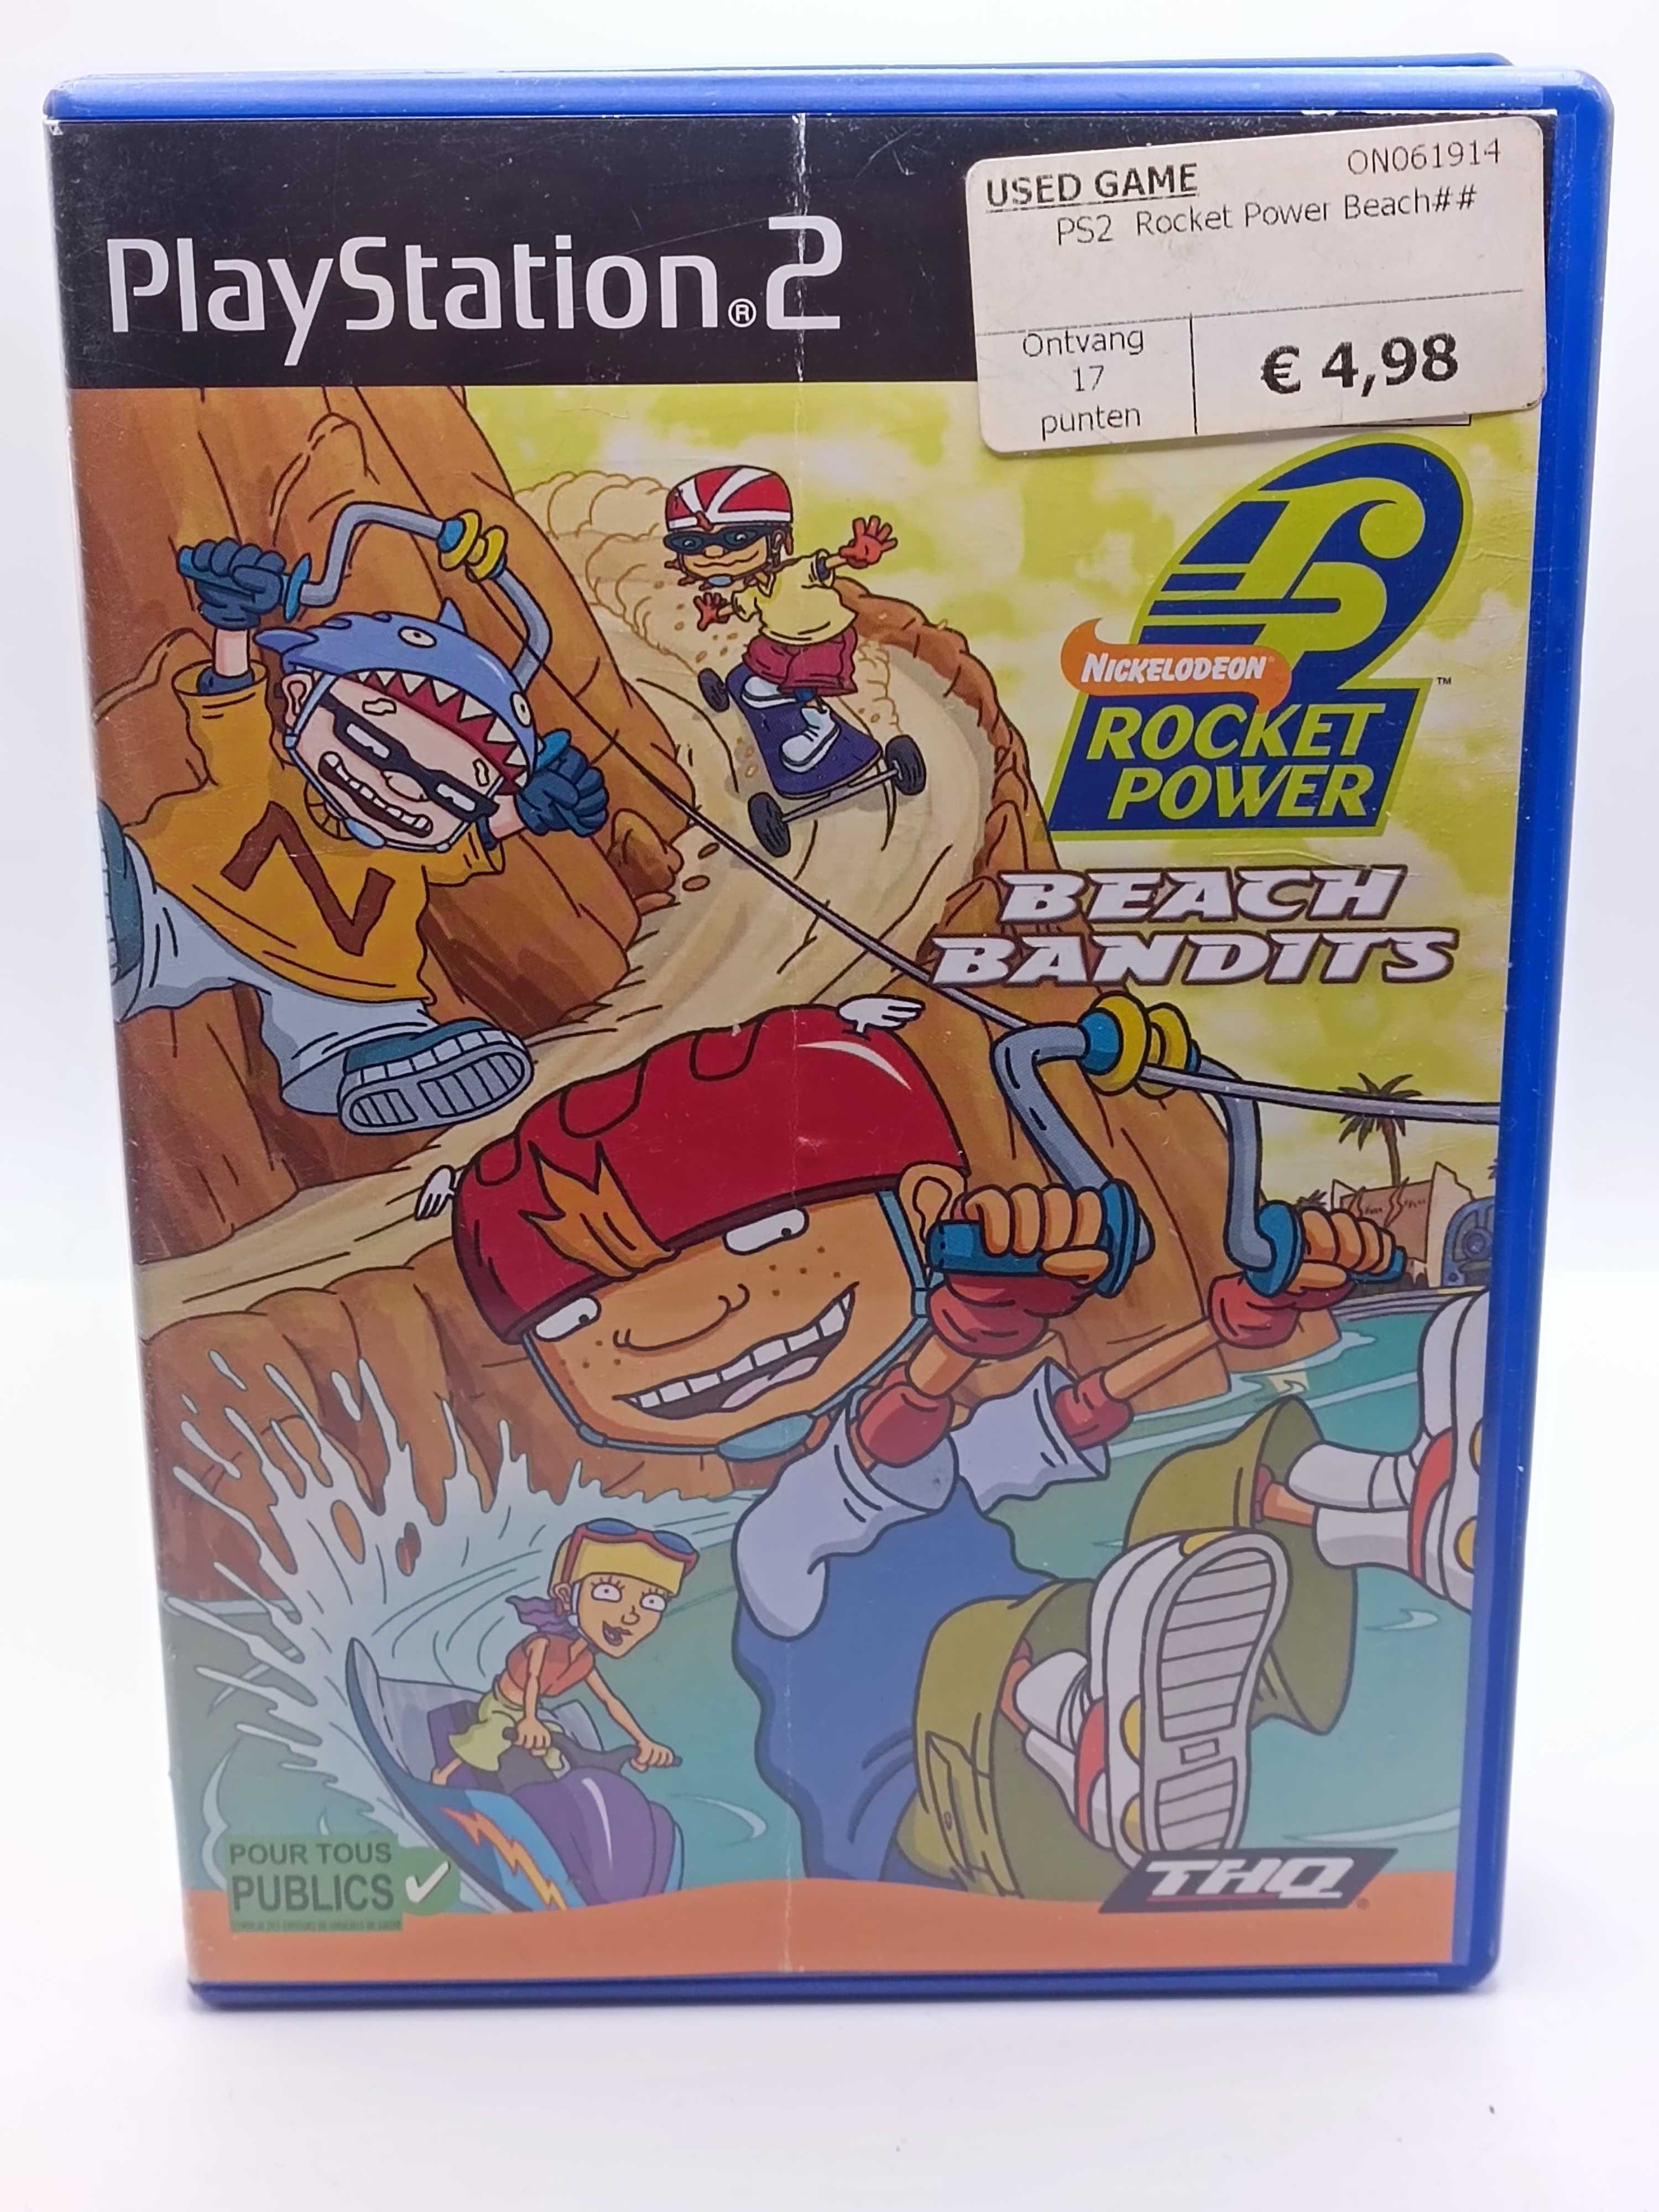 PlayStation®2
USED GAME
ON061914
PS2 Rocket Power Beach##
Ontvang
17
punten
€ 4,98
NICKELODEON
TM
ROCKET
POWER
BEACH
BANDITS
N
POUR TOUS
PUBLICS
THQ